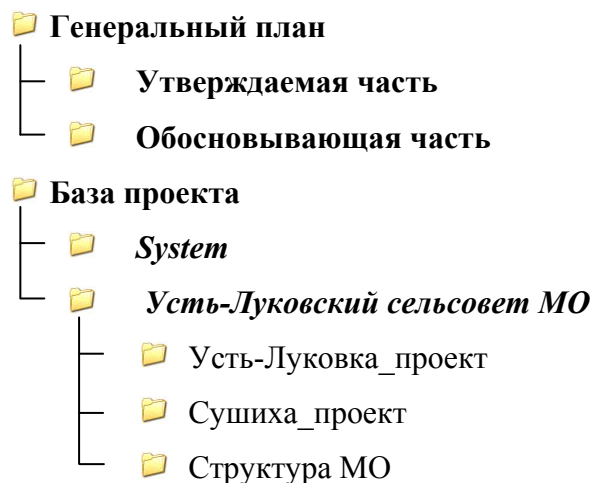 Генеральный план
Утверждаемая часть
Обосновывающая часть
База проекта
System
Усть-Луковский сельсовет МО
Усть-Луковка_проект
Сушиха_проект
Структура МО